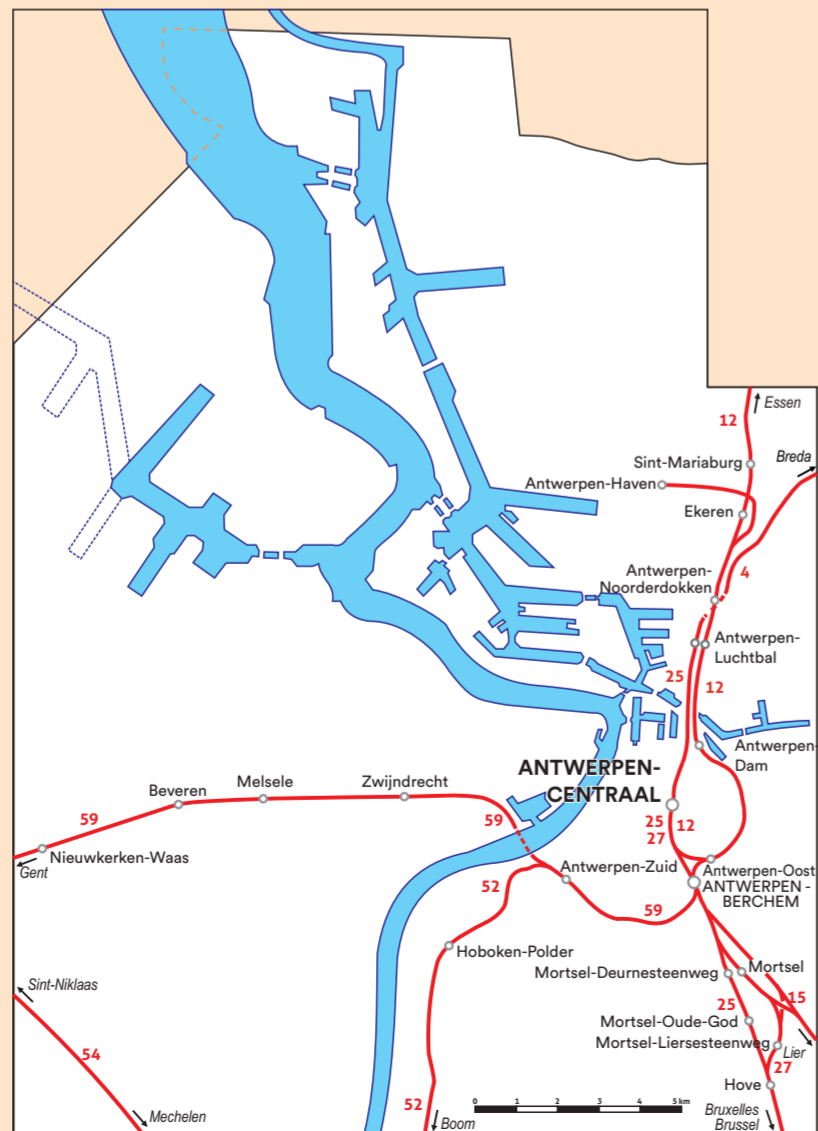 Essen
12
Breda
Sint-Mariaburg
Antwerpen-Haven
Ekeren
4
Antwerpen-
Noorderdokken
Antwerpen-
Luchtbal
25
12
Antwerpen-
Dam
ANTWERPEN-
CENTRAAL
Zwijndrecht
Melsele
Beveren
59
59
25
12
27
Nieuwkerken-Waas
Gent
Antwerpen-Zuid
Antwerpen-Oost
ANTWERPEN-
BERCHEM
52
59
Hoboken-Polder
Mortsel-Deurnesteenweg
Mortsel
Sint-Niklaas
15
25
Mortsel-Oude-God
Mortsel-Liersesteenweg
Lier
54
27
Hove
52
0 1 2 3 4 5 km
Mechelen
Boom
Bruxelles
Brussel